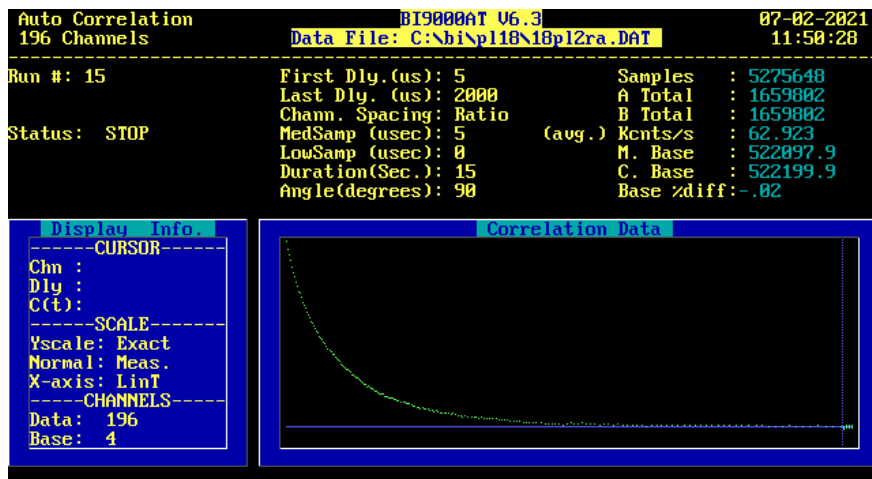 Auto Correlation BI9000AT V6.3 07-02-2021
196 Channels Data File: C:\bi\pl18\18pl2ra.DAT 11:50:28
Run #: 15 First Dly.(us): 5 Samples : 5275648
Last Dly. (us): 2000 A Total : 1659802
Chann. Spacing: Ratio B Total : 1659802
Status: STOP MedSamp (usec): 5 (avg.) Kcnts/s : 62.923
LowSamp (usec): 0 M. Base : 522097.9
Duration(Sec.): 15 C. Base : 522199.9
Angle(degrees): 90 Base %diff:-.02
Display Info. Correlation Data
------CURSOR------
Chn :
Dly :
C(t):
------SCALE-------
Yscale: Exact
Normal: Meas.
X-axis: LinT
-----CHANNELS-----
Data: 196
Base: 4